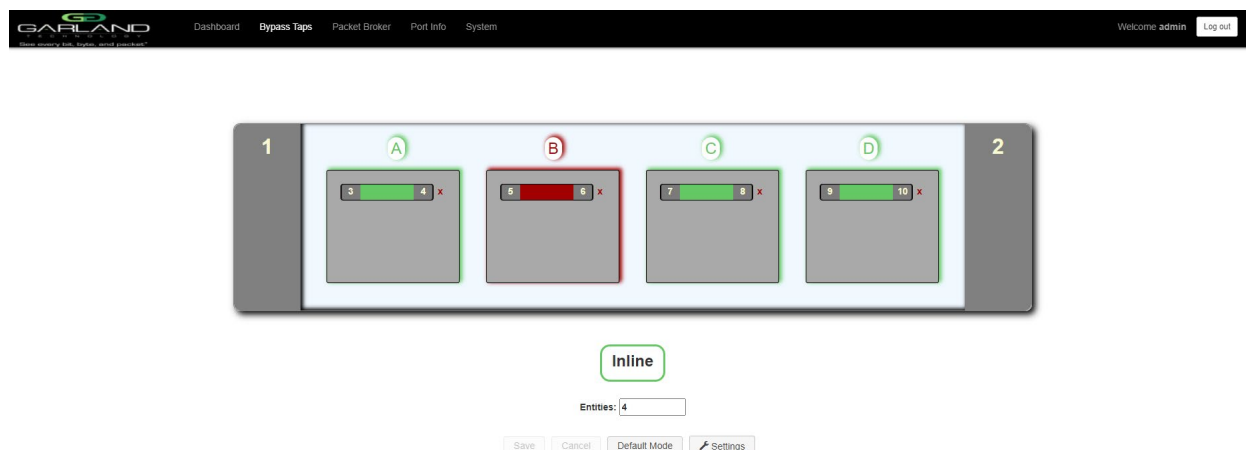 GARLAND
TECHNOLOGY
See every bit, byte, and packet®
Dashboard Bypass Taps Packet Broker Port Info System
Welcome admin Log out
1 A B C D 2
3 4 x 5 6 x 7 8 x 9 10 x
Inline
Entities: 4
Save Cancel Default Mode Settings